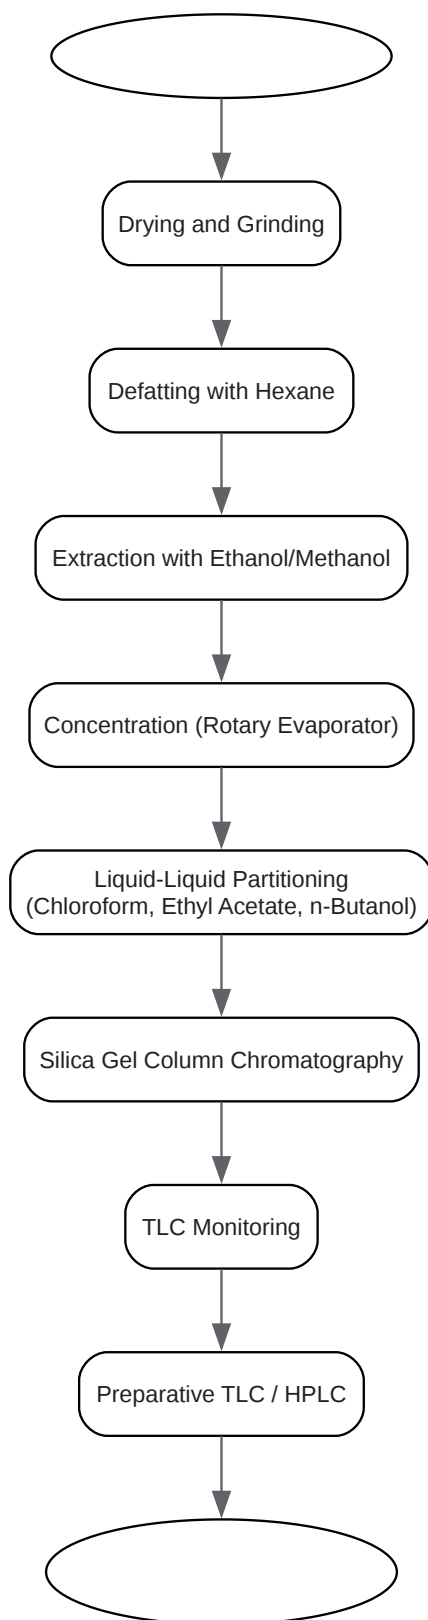 Drying and Grinding
Defatting with Hexane
Extraction with Ethanol/Methanol
Concentration (Rotary Evaporator)
Liquid-Liquid Partitioning
(Chloroform, Ethyl Acetate, n-Butanol)
Silica Gel Column Chromatography
TLC Monitoring
Preparative TLC / HPLC